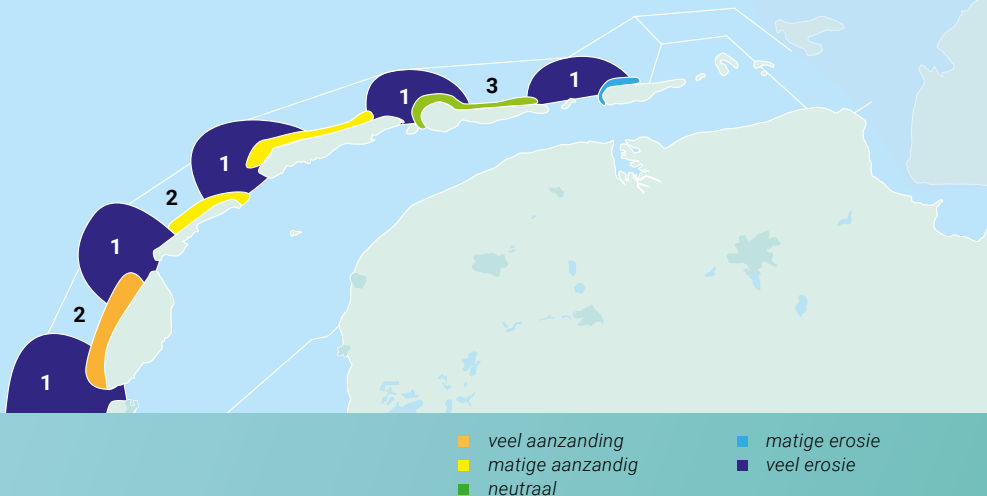 1
3
1
1
2
1
2
1
veel aanzanding
matige aanzandig
neutraal
matige erosie
veel erosie